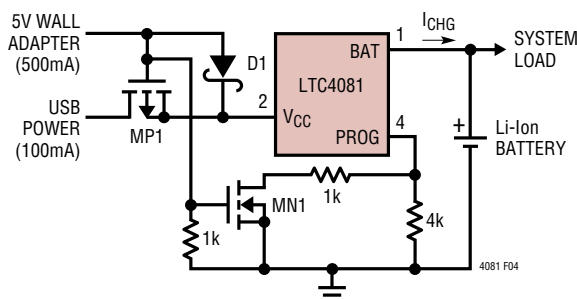 5V WALL
ADAPTER
(500mA)
USB
POWER
(100mA)
MP1
D1
2
VCC
LTC4081
BAT
PROG
1
ICHG
4
SYSTEM
LOAD
+
Li-Ion
BATTERY
1k
MN1
1k
4k
4081 F04